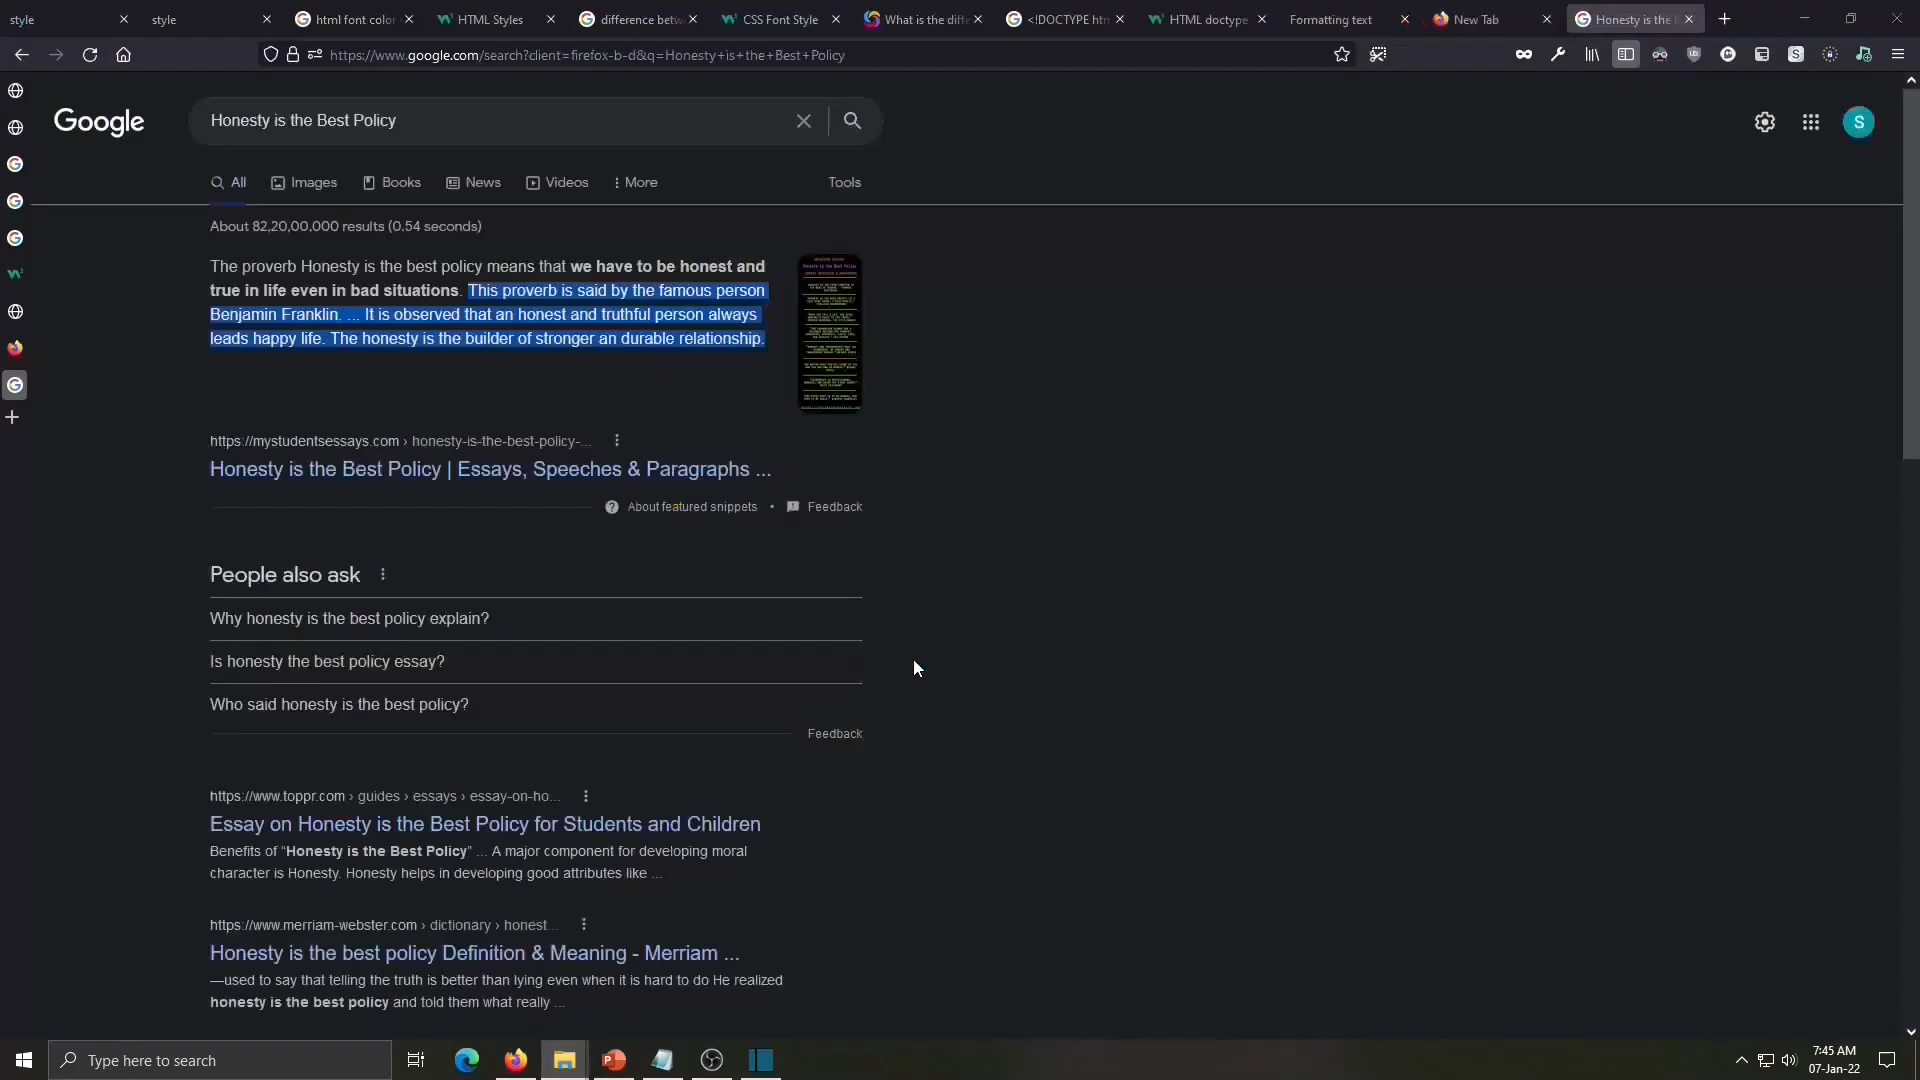 style
style
html font color
HTML Styles
difference betw
CSS Font Style
What is the diff
<!DOCTYPE htm
HTML doctype
Formatting text
New Tab
Honesty is the
https://www.google.com/search?client=firefox-b-d&q=Honesty+is+the+Best+Policy
Google
Honesty is the Best Policy
S
All
Images
Books
News
Videos
More
Tools
About 82,20,00,000 results (0.54 seconds)
The proverb Honesty is the best policy means that we have to be honest and
true in life even in bad situations. This proverb is said by the famous person
Benjamin Franklin. ... It is observed that an honest and truthful person always
leads happy life. The honesty is the builder of stronger an durable relationship.
https://mystudentsessays.com › honesty-is-the-best-policy-...
Honesty is the Best Policy | Essays, Speeches & Paragraphs ...
About featured snippets • Feedback
People also ask
Why honesty is the best policy explain?
Is honesty the best policy essay?
Who said honesty is the best policy?
Feedback
https://www.toppr.com › guides › essays › essay-on-ho...
Essay on Honesty is the Best Policy for Students and Children
Benefits of “Honesty is the Best Policy” ... A major component for developing moral
character is Honesty. Honesty helps in developing good attributes like ...
https://www.merriam-webster.com › dictionary › honest...
Honesty is the best policy Definition & Meaning - Merriam ...
—used to say that telling the truth is better than lying even when it is hard to do He realized
honesty is the best policy and told them what really ...
Type here to search
7:45 AM
07-Jan-22